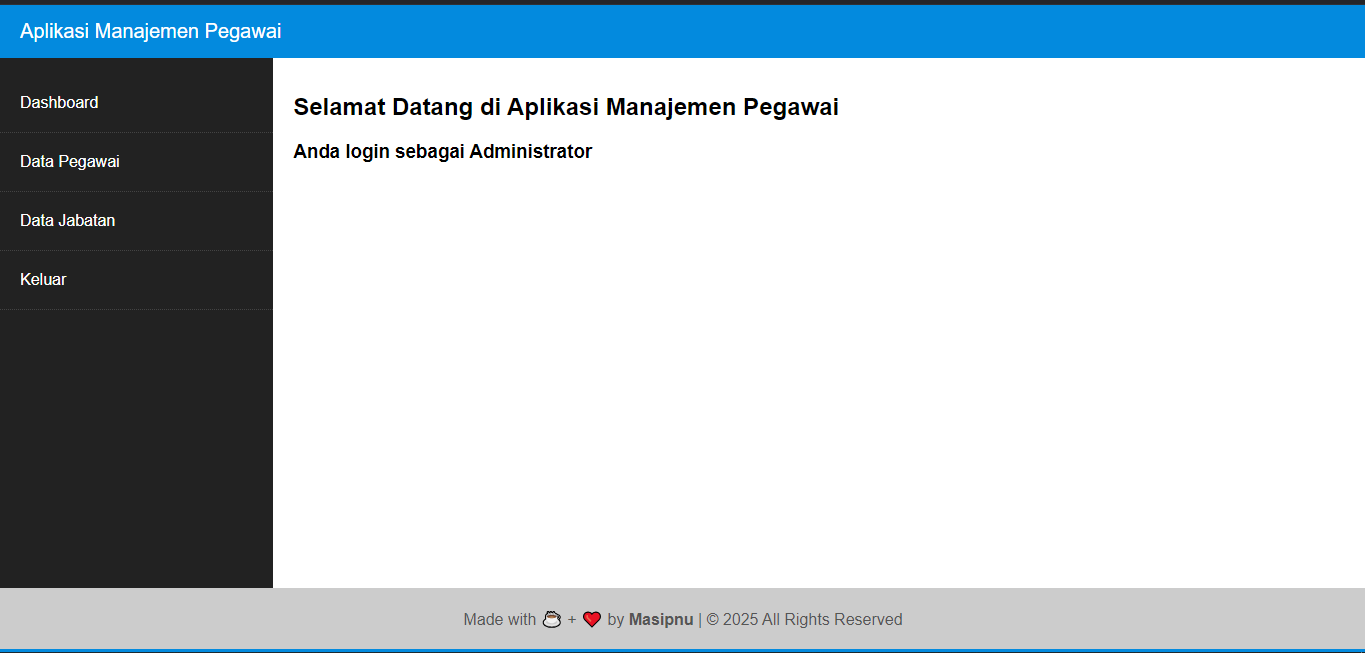 Aplikasi Manajemen Pegawai
Dashboard
Data Pegawai
Data Jabatan
Keluar
Selamat Datang di Aplikasi Manajemen Pegawai
Anda login sebagai Administrator
Made with ☕ + ❤️ by Masipnu | © 2025 All Rights Reserved